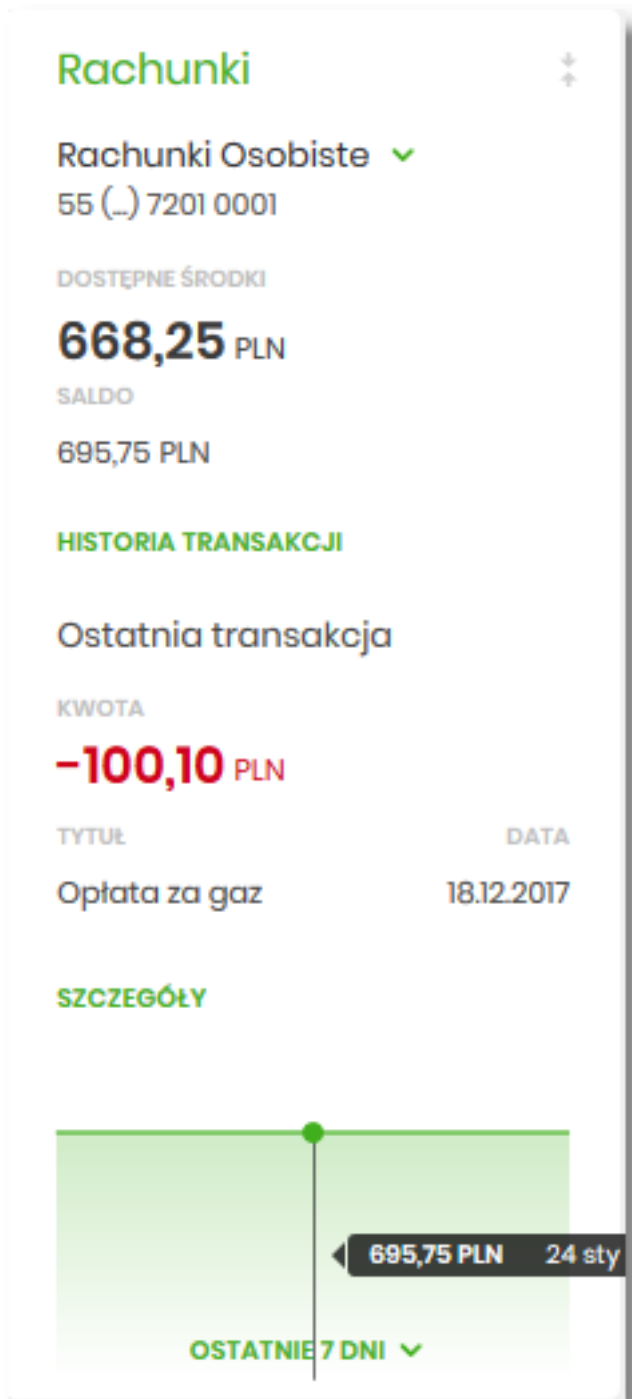 Rachunki
Rachunki Osobiste
55 (...) 7201 0001
DOSTĘPNE ŚRODKI
668,25 PLN
SALDO
695,75 PLN
HISTORIA TRANSAKCJI
Ostatnia transakcja
KWOTA
-100,10 PLN
TYTUŁ DATA
Opłata za gaz 18.12.2017
SZCZEGÓŁY
695,75 PLN 24 sty
OSTATNIE 7 DNI